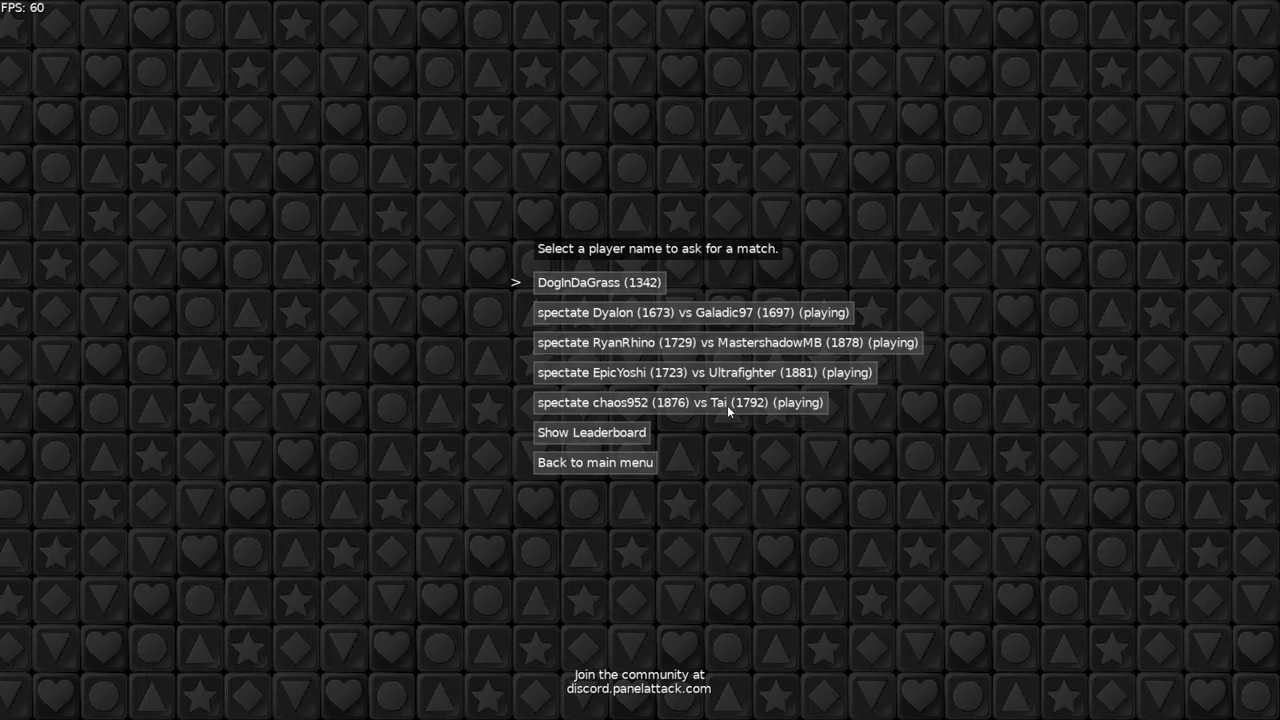 FPS: 60
Select a player name to ask for a match.
> DogInDaGrass (1342)
spectate Dyalon (1673) vs Galadic97 (1697) (playing)
spectate RyanRhino (1729) vs MastershadowMB (1878) (playing)
spectate EpicYoshi (1723) vs Ultrafighter (1881) (playing)
spectate chaos952 (1876) vs Tai (1792) (playing)
Show Leaderboard
Back to main menu
Join the community at
discord.panelattack.com